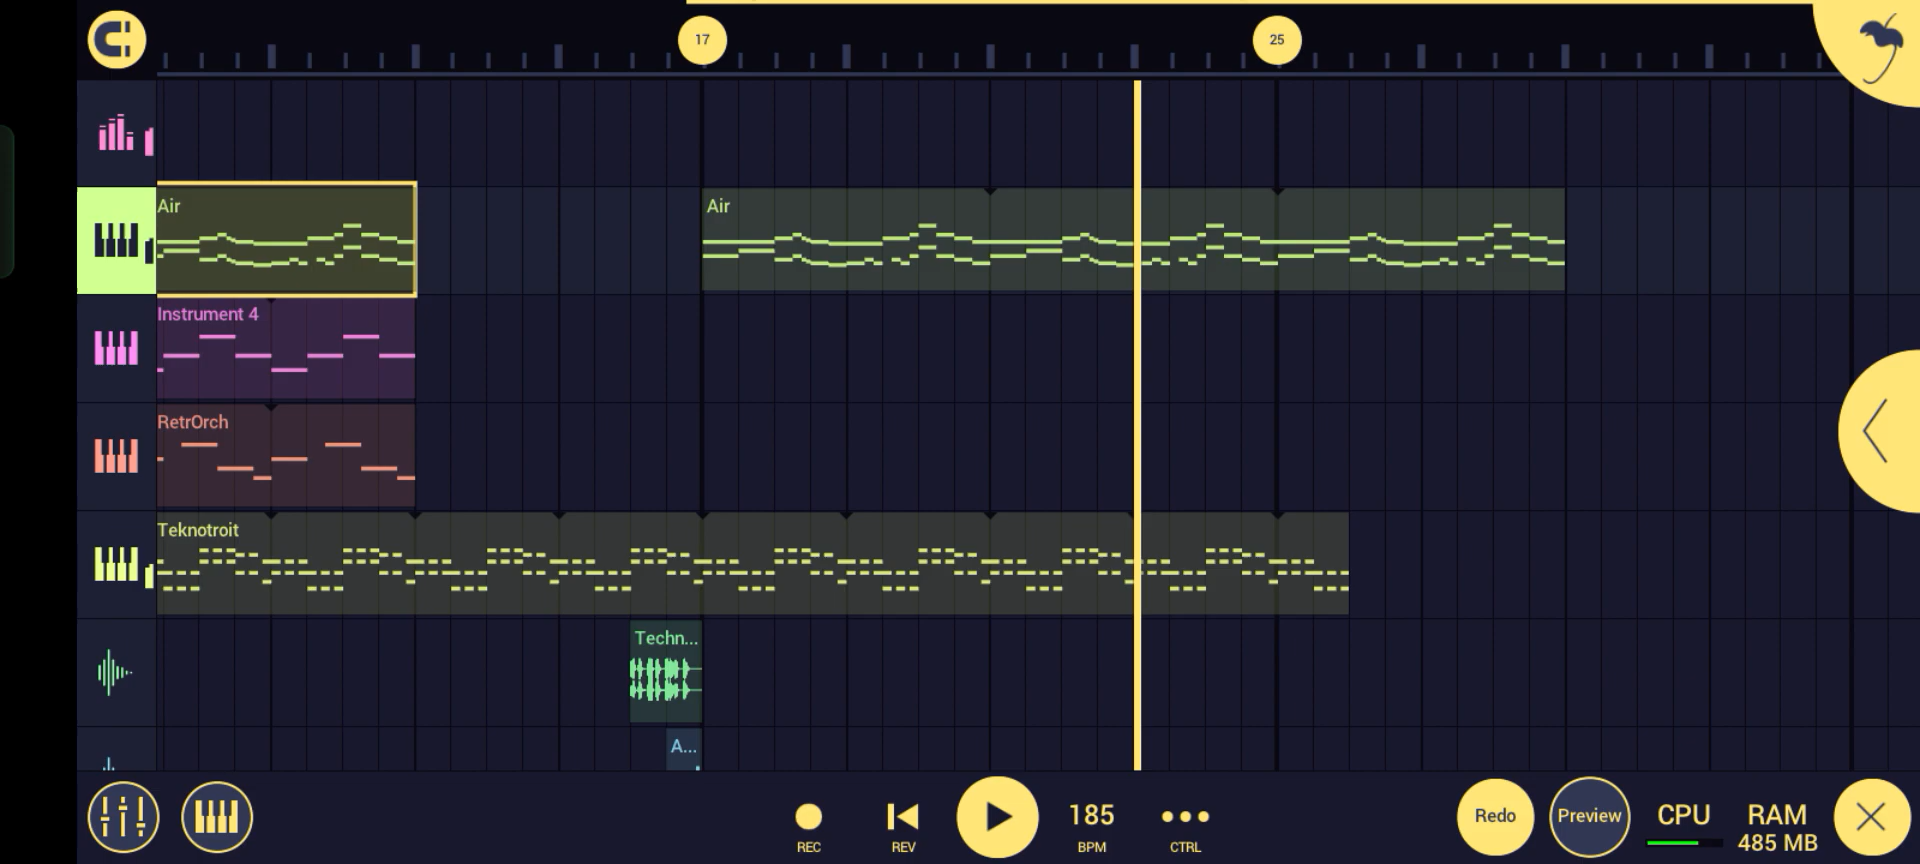 17
25
Air
Air
Instrument 4
RetrOrch
Teknotroit
Techn...
A...
REC
REV
185
BPM
CTRL
Redo
Preview
CPU
RAM
485 MB